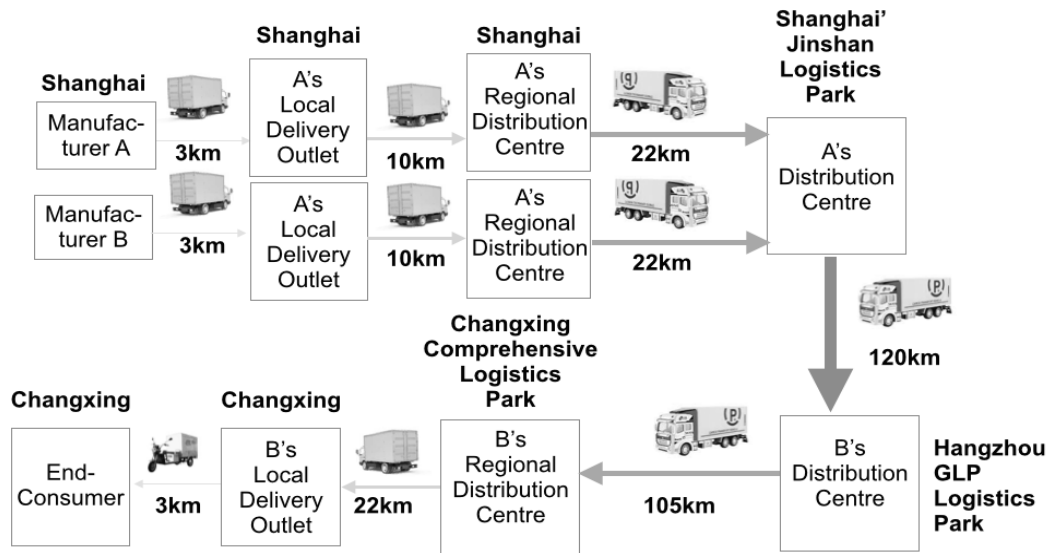 Shanghai'
Jinshan
Logistics
Park
Shanghai
Shanghai
Shanghai
Manufac-
turer A
3km
A's
Local
Delivery
Outlet
10km
A's
Regional
Distribution
Centre
22km
A's
Distribution
Centre
Manufac-
turer B
3km
A's
Local
Delivery
Outlet
10km
A's
Regional
Distribution
Centre
22km
120km
Changxing
Comprehensive
Logistics
Park
Changxing
Changxing
End-
Consumer
3km
B's
Local
Delivery
Outlet
22km
B's
Regional
Distribution
Centre
105km
B's
Distribution
Centre
Hangzhou
GLP
Logistics
Park